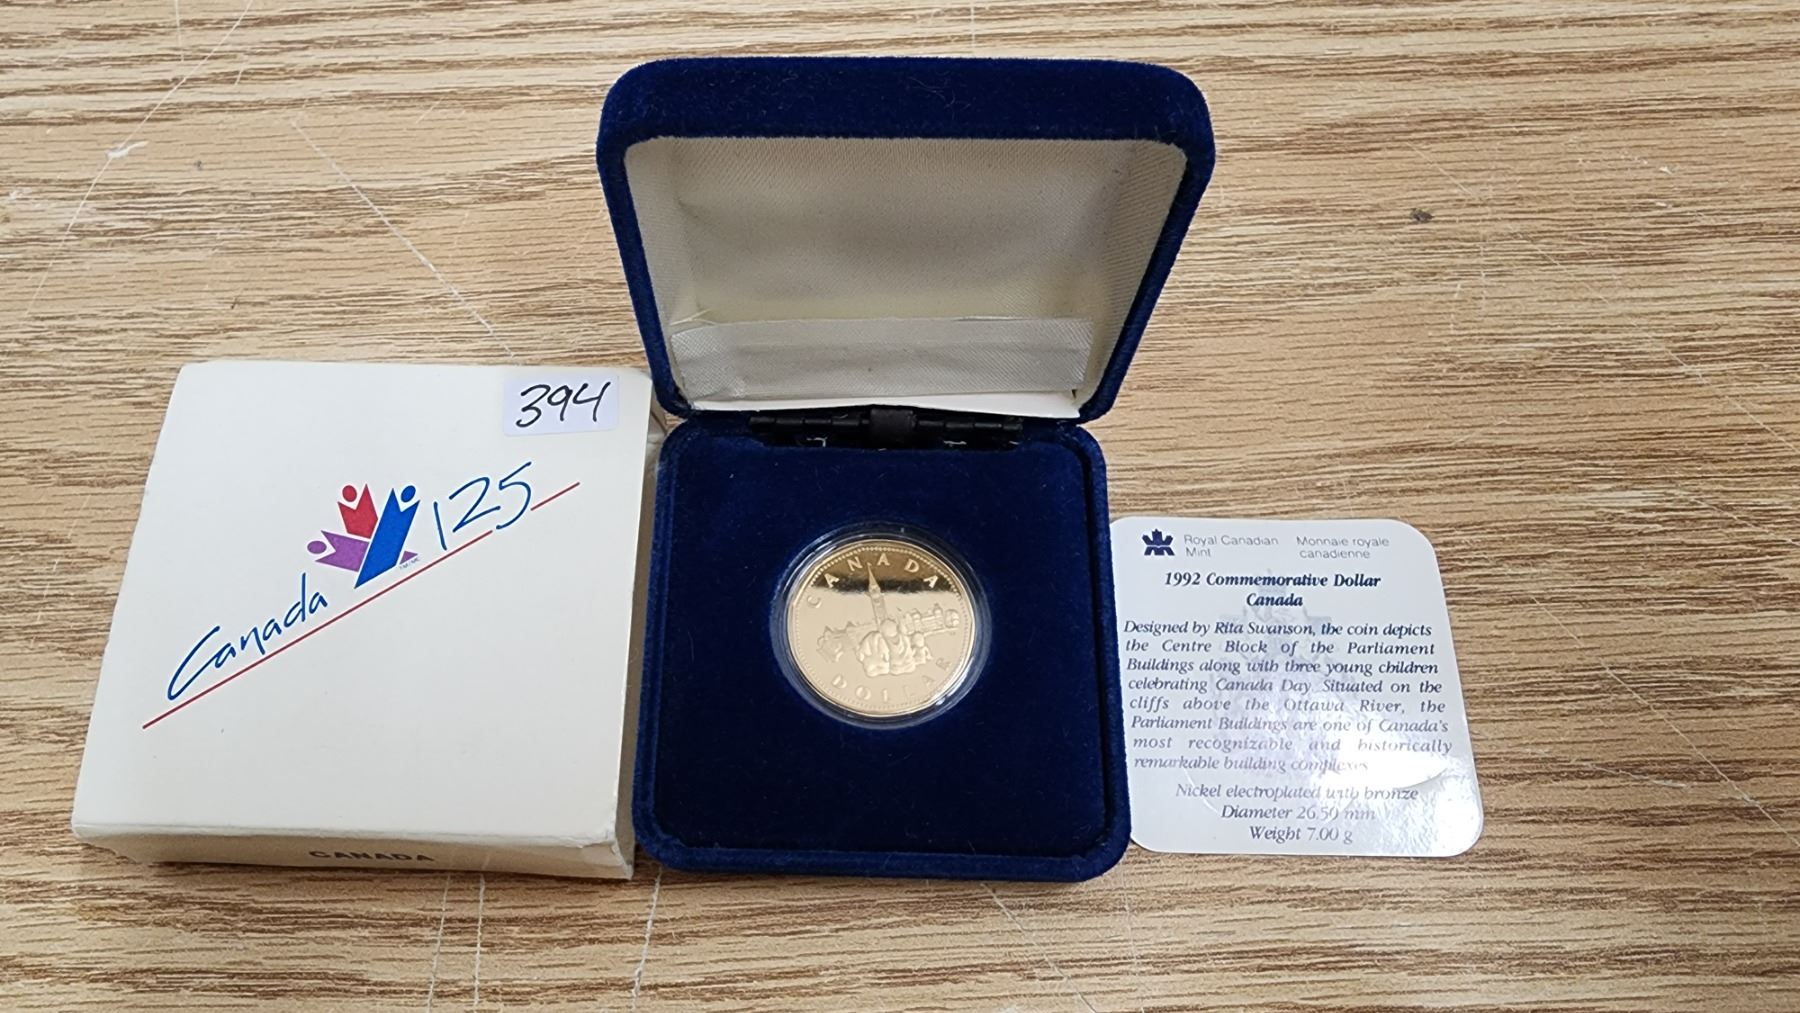 394
Canada 125
TM/MC
CANADA
CANADA
DOLLAR
Royal Canadian Mint
Monnaie royale canadienne
1992 Commemorative Dollar
Canada
Designed by Rita Swanson, the coin depicts
the Centre Block of the Parliament
Buildings along with three young children
celebrating Canada Day. Situated on the
cliffs above the Ottawa River, the
Parliament Buildings are one of Canada's
most recognizable and historically
remarkable building complexes
Nickel electroplated with bronze
Diameter 26.50 mm
Weight 7.00 g